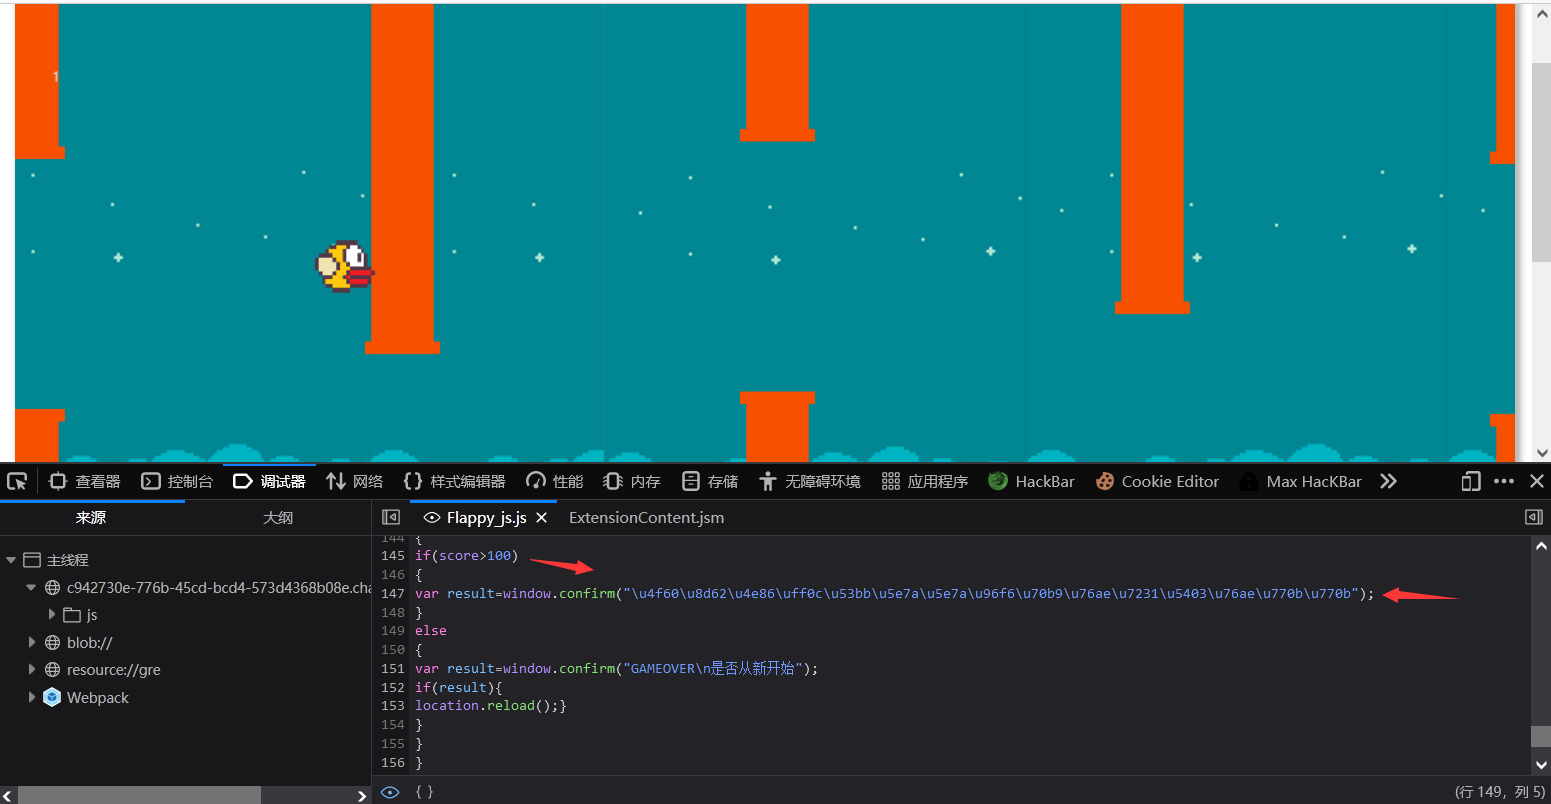 1
查看器 控制台 调试器 网络 {} 样式编辑器 性能 内存 存储 无障碍环境 应用程序 HackBar Cookie Editor Max HacKBar
来源 大纲 Flappy_js.js ExtensionContent.jsm
主线程
c942730e-776b-45cd-bcd4-573d4368b08e.cha
js
blob://
resource://gre
Webpack
144 {
145 if(score>100)
146 {
147 var result=window.confirm("\u4f60\u8d62\u4e86\uff0c\u53bb\u5e7a\u5e7a\u96f6\u70b9\u76ae\u7231\u5403\u76ae\u770b\u770b");
148 }
149 else
150 {
151 var result=window.confirm("GAMEOVER\n是否从新开始");
152 if(result){
153 location.reload();}
154 }
155 }
156 }
{ } (行 149，列 5)